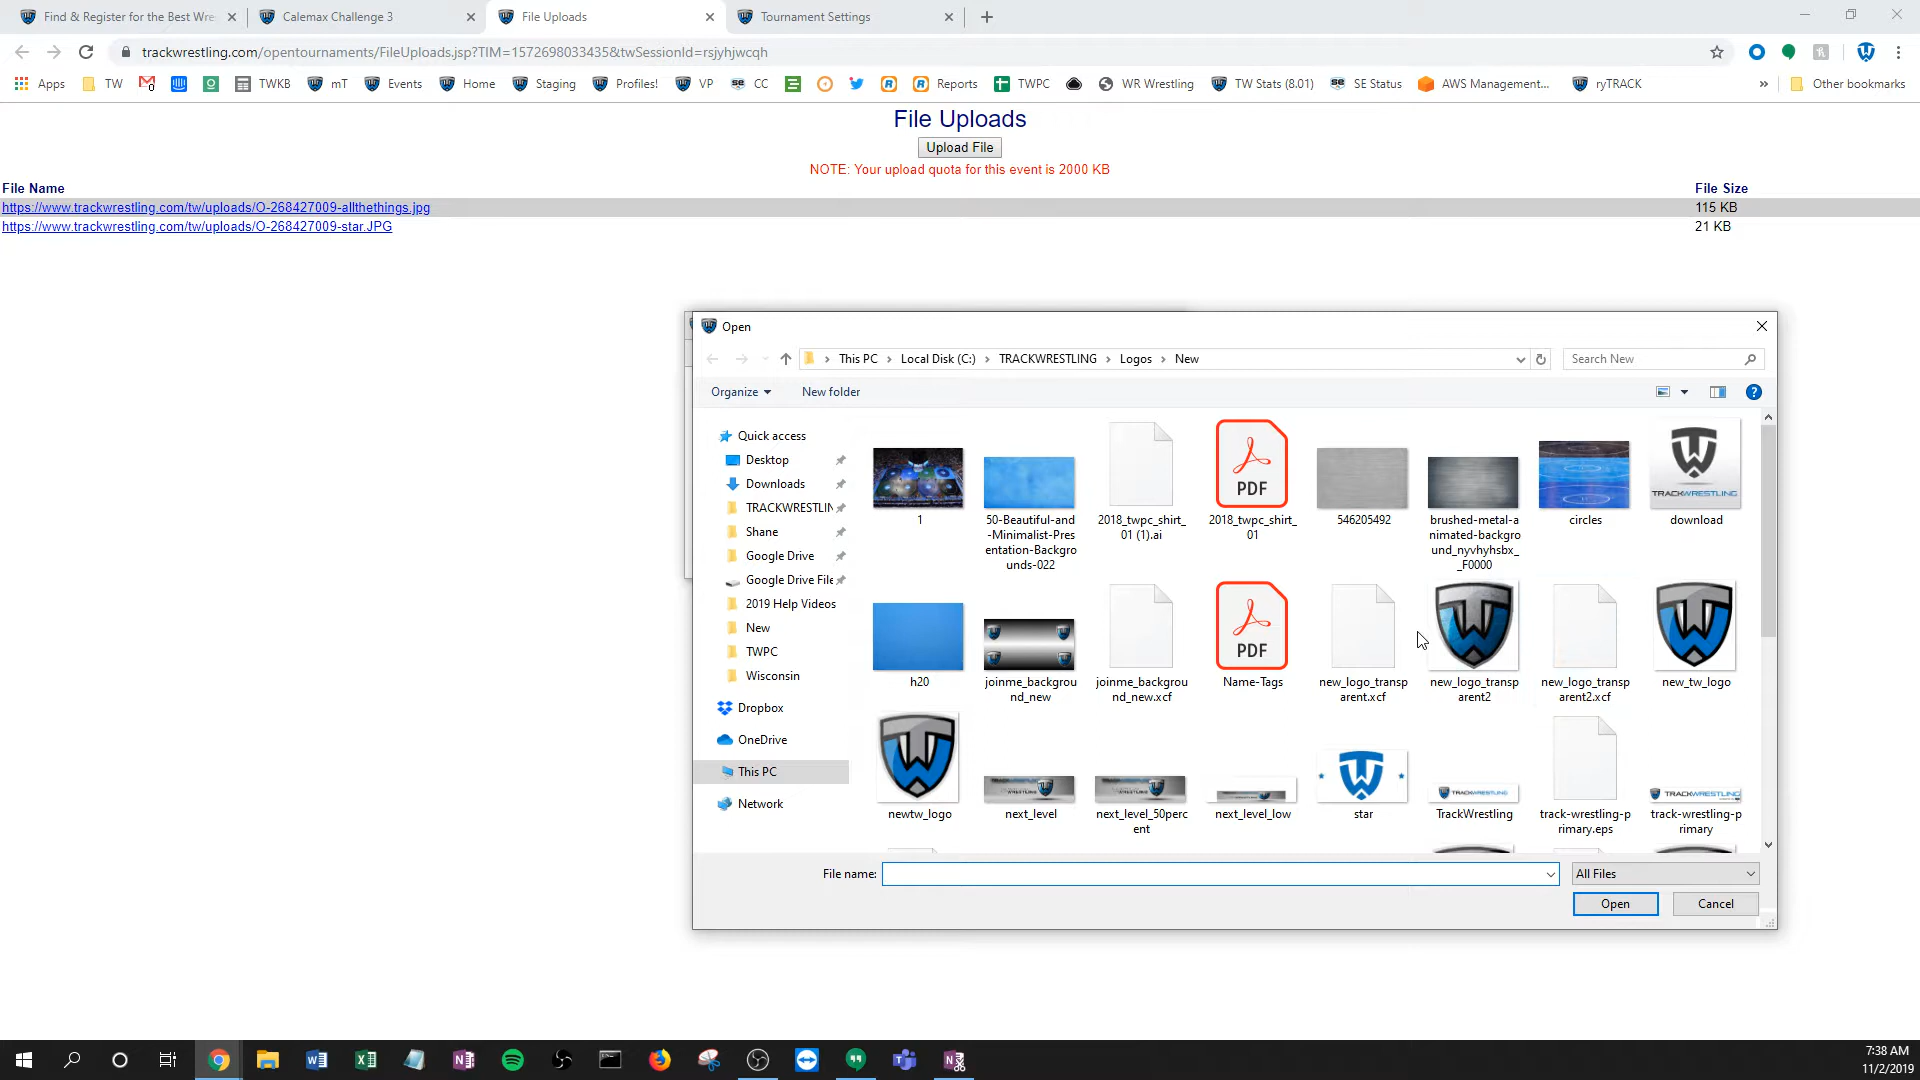 Find & Register for the Best Wre
Calemax Challenge 3
File Uploads
Tournament Settings
trackwrestling.com/opentournaments/FileUploads.jsp?TIM=1572698033435&twSessionId=rsjyhjwcqh
Apps TW TWKB mT Events Home Staging Profiles! VP CC Reports TWPC WR Wrestling TW Stats (8.01) SE Status AWS Management... ryTRACK » Other bookmarks
File Uploads
Upload File
NOTE: Your upload quota for this event is 2000 KB
File Name File Size
https://www.trackwrestling.com/tw/uploads/O-268427009-allthethings.jpg 115 KB
https://www.trackwrestling.com/tw/uploads/O-268427009-star.JPG 21 KB
Open
This PC › Local Disk (C:) › TRACKWRESTLING › Logos › New
Search New
Organize New folder
Quick access
Desktop
Downloads
TRACKWRESTLIN
Shane
Google Drive
Google Drive File
2019 Help Videos
New
TWPC
Wisconsin
Dropbox
OneDrive
This PC
Network
PDF
TRACKWRESTLING
1
50-Beautiful-and
-Minimalist-Pres
entation-Backgro
unds-022
2018_twpc_shirt_
01 (1).ai
2018_twpc_shirt_
01
546205492
brushed-metal-a
nimated-backgro
und_nyvhyhsbx_
_F0000
circles
download
PDF
h20
joinme_backgrou
nd_new
joinme_backgrou
nd_new.xcf
Name-Tags
new_logo_transp
arent.xcf
new_logo_transp
arent2
new_logo_transp
arent2.xcf
new_tw_logo
TRACKWRESTLING
TRACKWRESTLING
newtw_logo
next_level
next_level_50perc
ent
next_level_low
star
TrackWrestling
track-wrestling-p
rimary.eps
track-wrestling-p
rimary
File name:
All Files
Open
Cancel
7:38 AM
11/2/2019